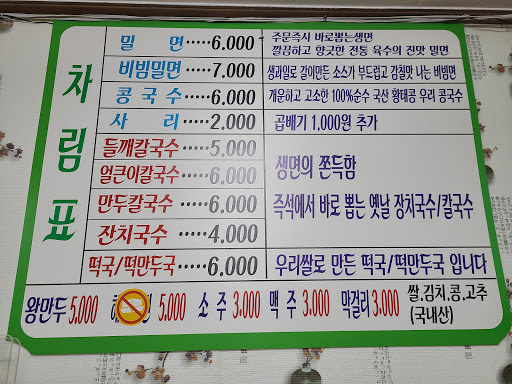 차림표
밀 면·····6.000
주문즉시 바로뽑는생면
깔끔하고 향긋한 전통 육수의 진맛 밀면
비빔밀면·····7.000
생과일로 갈아만든 소스가 부드럽고 감칠맛 나는 비빔면
콩 국 수·····6.000
개운하고 고소한 100%순수 국산 황태콩 우리 콩국수
사 리·····2.000
곱배기 1.000원 추가
들깨칼국수·····5.000
얼큰이칼국수····6.000
만두칼국수·····6.000
잔치국수·····4.000
생면의 쫀득함
즉석에서 바로 뽑는 옛날 잔치국수/칼국수
떡국/떡만두국····6.000
우리쌀로 만든 떡국/떡만두국 입니다
왕만두 5,000 5.000 소 주 3.000 맥 주 3.000 막걸리 3.000 쌀,김치,콩,고추
(국내산)